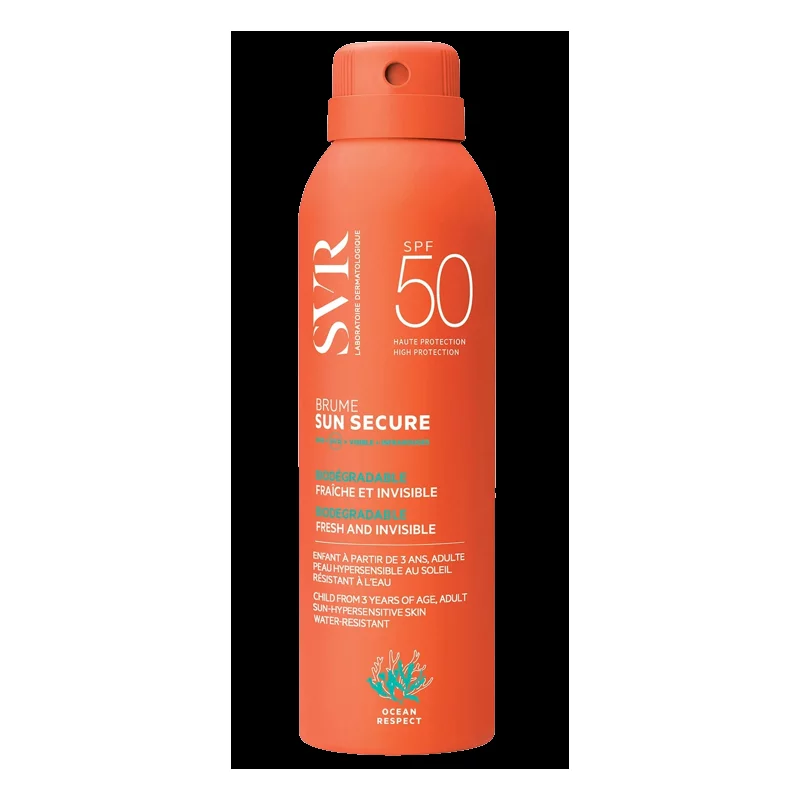 SVR
LABORATOIRE DERMATOLOGIQUE
SPF
50
HAUTE PROTECTION
HIGH PROTECTION
BRUME
SUN SECURE
BIODÉGRADABLE
FRAÎCHE ET INVISIBLE
BIODEGRADABLE
FRESH AND INVISIBLE
ENFANT À PARTIR DE 3 ANS, ADULTE
PEAU HYPERSENSIBLE AU SOLEIL
RÉSISTANT À L'EAU
CHILD FROM 3 YEARS OF AGE, ADULT
SUN-HYPERSENSITIVE SKIN
WATER-RESISTANT
OCEAN
RESPECT